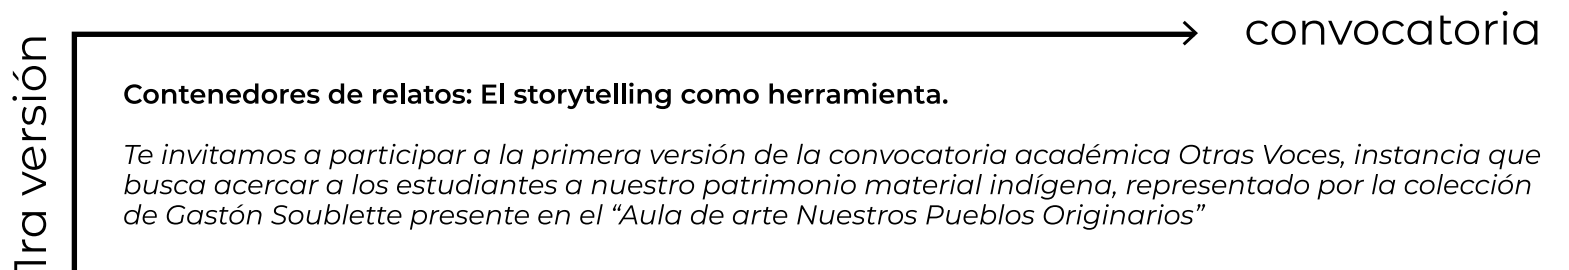 convocatoria
1ra versión
Contenedores de relatos: El storytelling como herramienta.
Te invitamos a participar a la primera versión de la convocatoria académica Otras Voces, instancia que
busca acercar a los estudiantes a nuestro patrimonio material indígena, representado por la colección
de Gastón Soublette presente en el “Aula de arte Nuestros Pueblos Originarios”